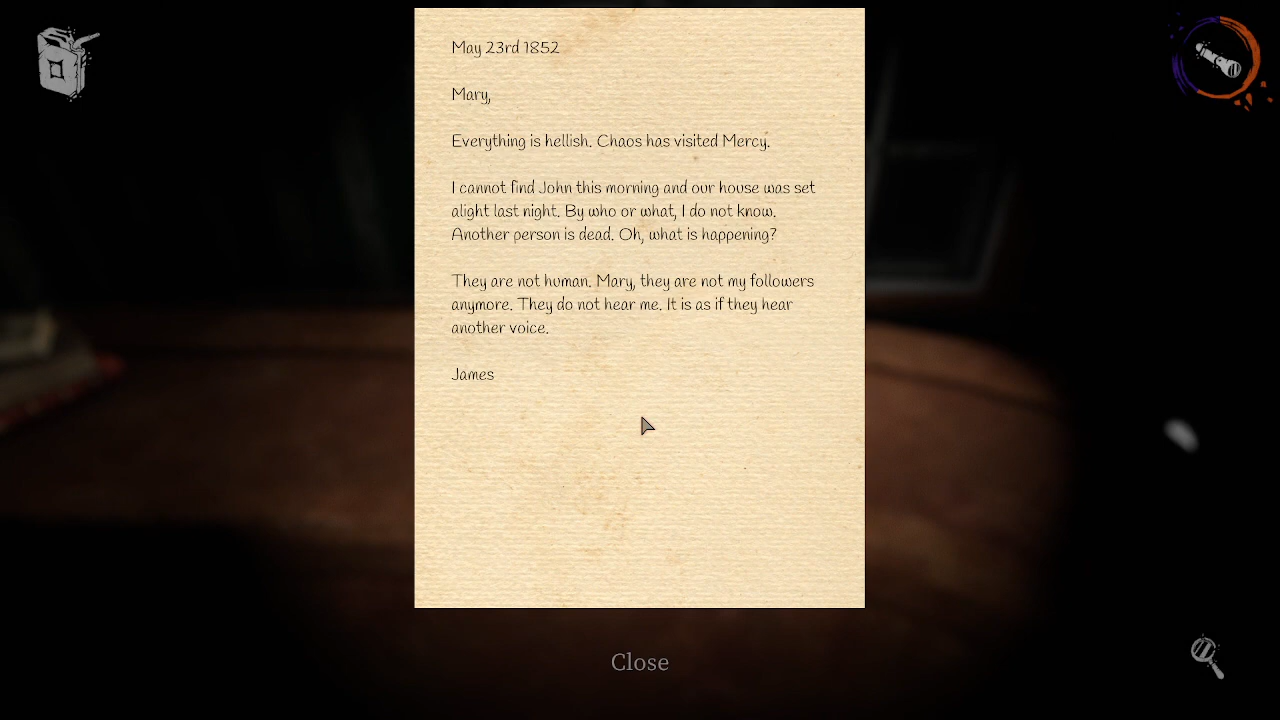 May 23rd 1852
Mary,
Everything is hellish. Chaos has visited Mercy.
I cannot find John this morning and our house was set
alight last night. By who or what, I do not know.
Another person is dead. Oh, what is happening?
They are not human. Mary, they are not my followers
anymore. They do not hear me. It is as if they hear
another voice.
James
Close